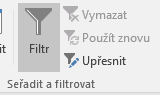 Filtr
Vymazat
Použít znovu
Upřesnit
Seřadit a filtrovat